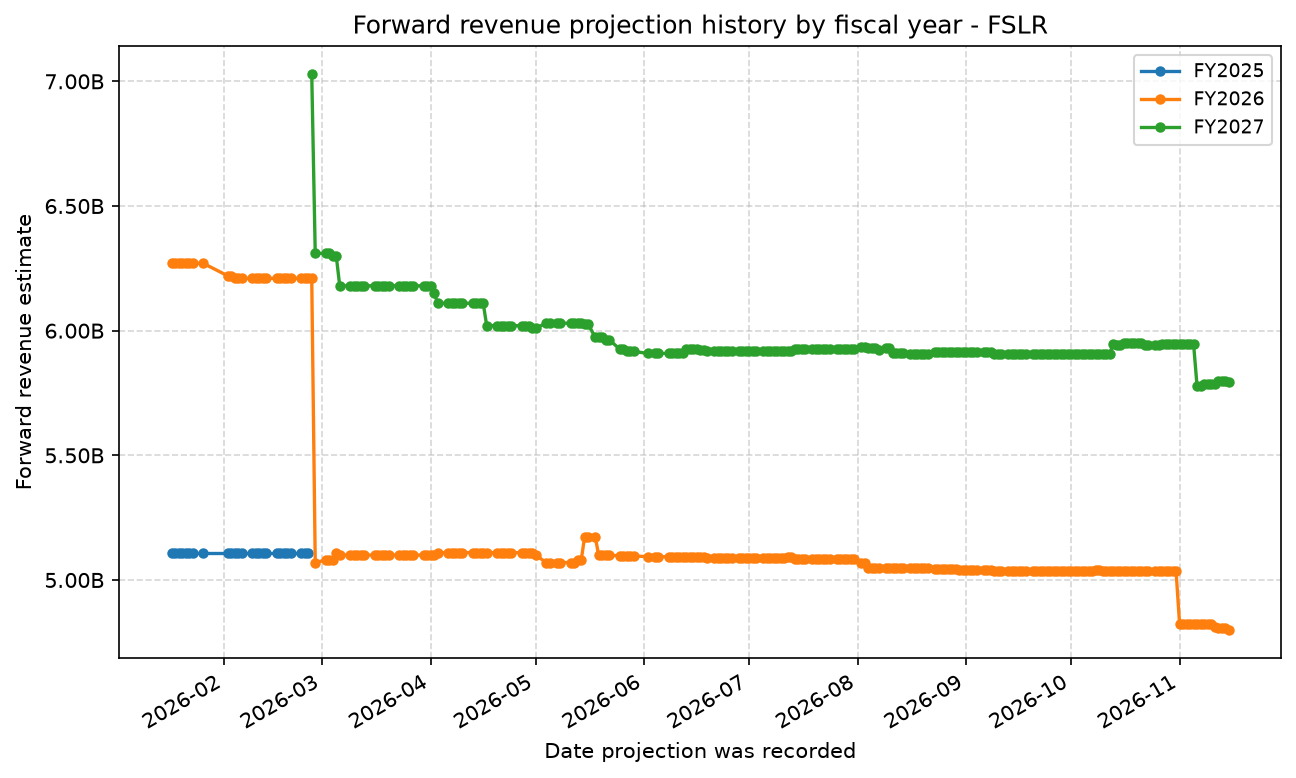 Forward revenue projection history by fiscal year - FSLR
FY2025
FY2026
FY2027
Forward revenue estimate
7.00B
6.50B
6.00B
5.50B
5.00B
2026-02
2026-03
2026-04
2026-05
2026-06
2026-07
2026-08
2026-09
2026-10
2026-11
Date projection was recorded